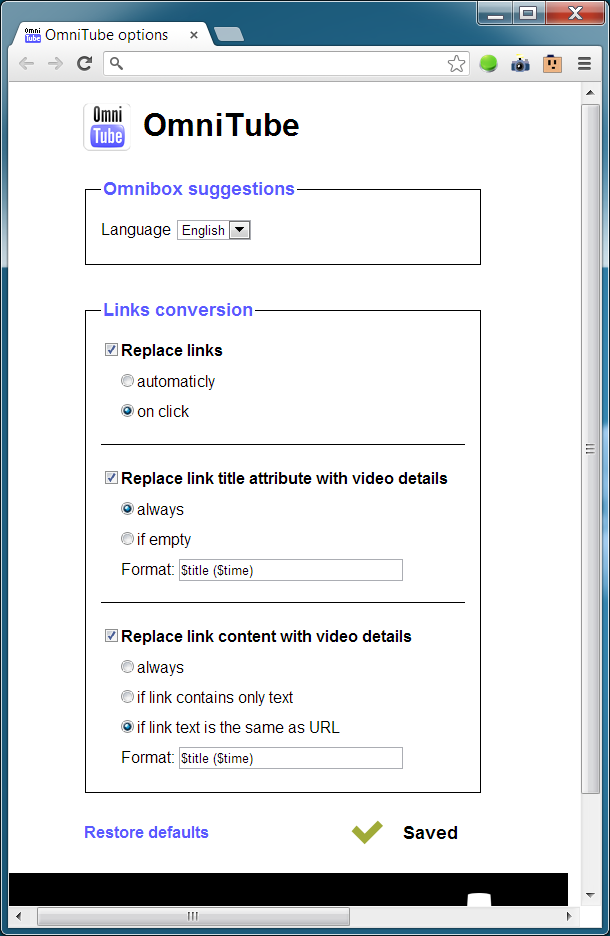 OmniTube options
Omni
Tube
OmniTube
Omnibox suggestions
Language English
Links conversion
Replace links
automaticly
on click
Replace link title attribute with video details
always
if empty
Format: $title ($time)
Replace link content with video details
always
if link contains only text
if link text is the same as URL
Format: $title ($time)
Restore defaults
Saved